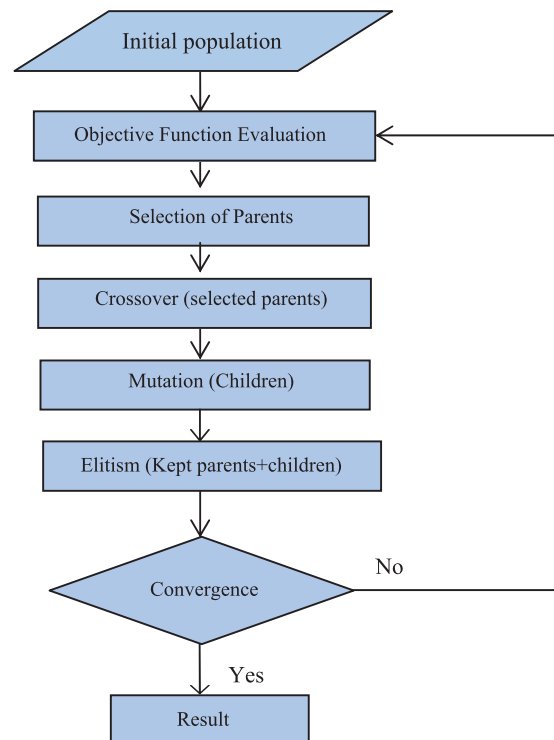 Initial population
Objective Function Evaluation
Selection of Parents
Crossover (selected parents)
Mutation (Children)
Elitism (Kept parents+children)
Convergence
No
Yes
Result